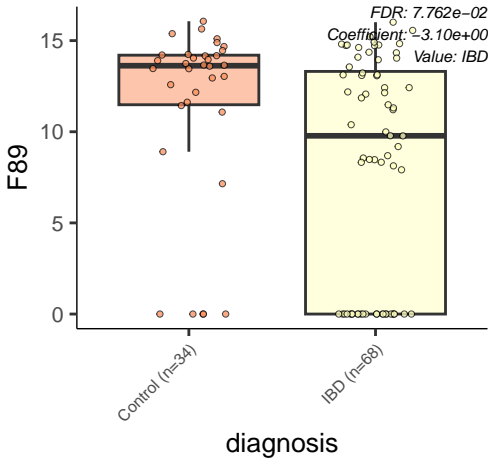 FDR: 7.762e−02
Coefficient: −3.10e+00
Value: IBD
15
10
5
0
F89
Control (n=34)
IBD (n=68)
diagnosis